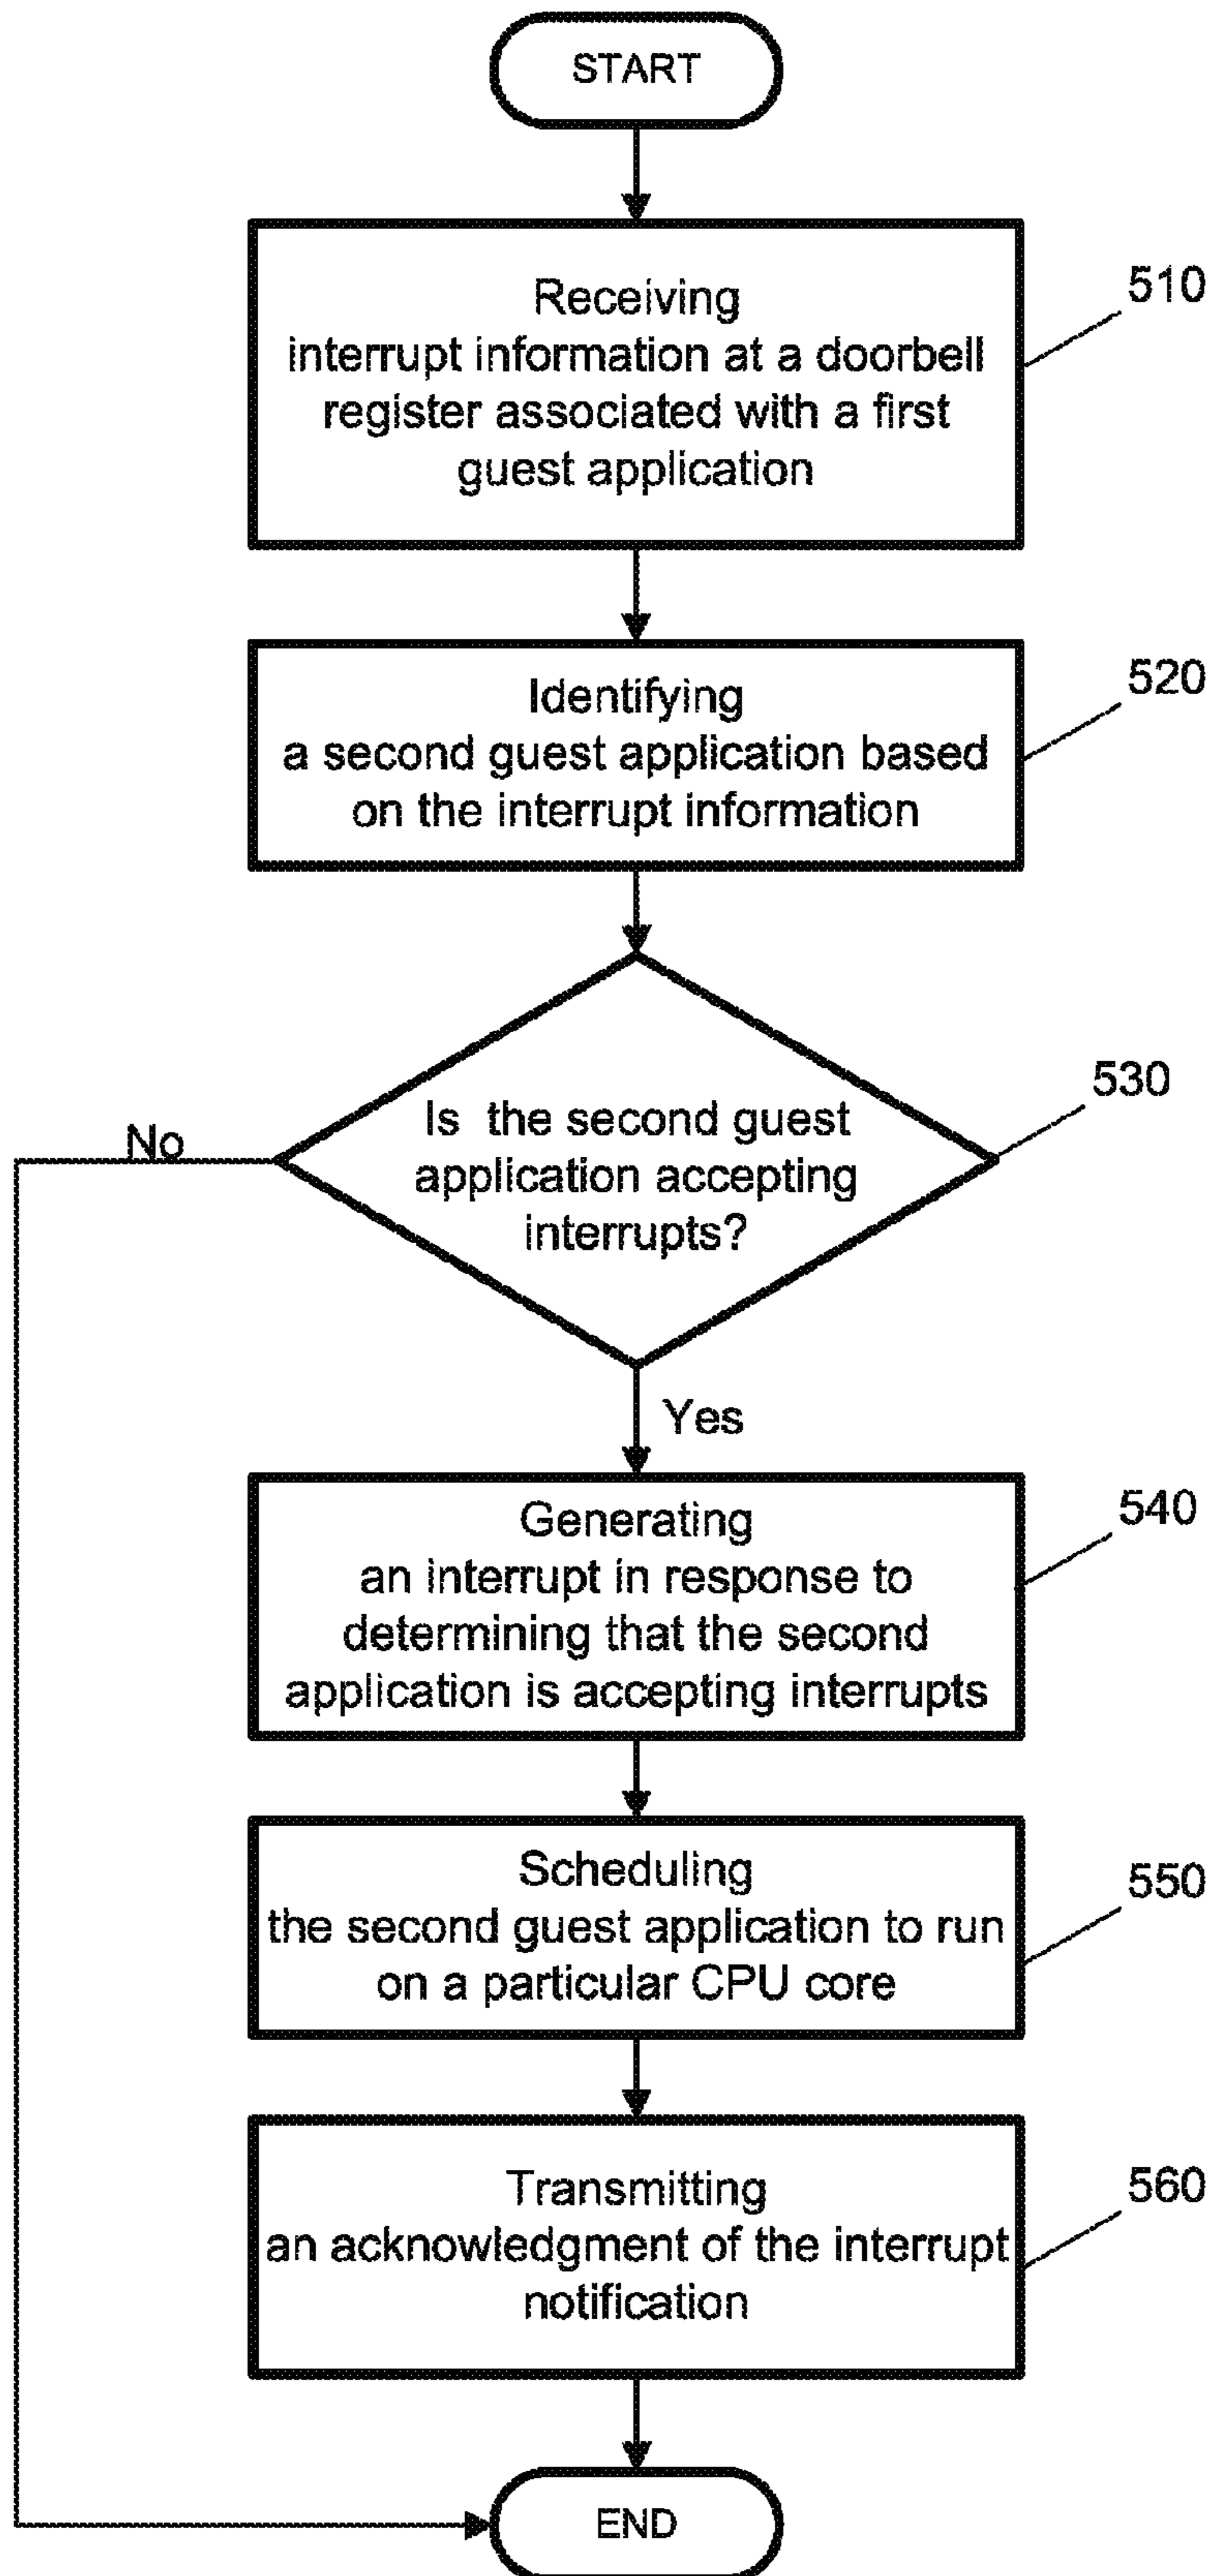 START
Receiving
interrupt information at a doorbell
register associated with a first
guest application
510
Identifying
a second guest application based
on the interrupt information
520
Is the second guest
application accepting
interrupts?
530
No
Yes
Generating
an interrupt in response to
determining that the second
application is accepting interrupts
540
Scheduling
the second guest application to run
on a particular CPU core
550
Transmitting
an acknowledgment of the interrupt
notification
560
END